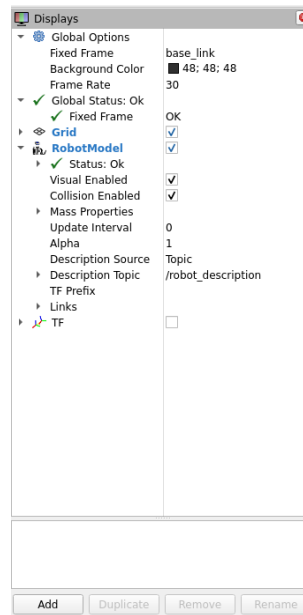 Displays
Global Options
Fixed Frame base_link
Background Color 48; 48; 48
Frame Rate 30
Global Status: Ok
Fixed Frame OK
Grid
RobotModel
Status: Ok
Visual Enabled
Collision Enabled
Mass Properties
Update Interval 0
Alpha 1
Description Source Topic
Description Topic /robot_description
TF Prefix
Links
TF
Add Duplicate Remove Rename